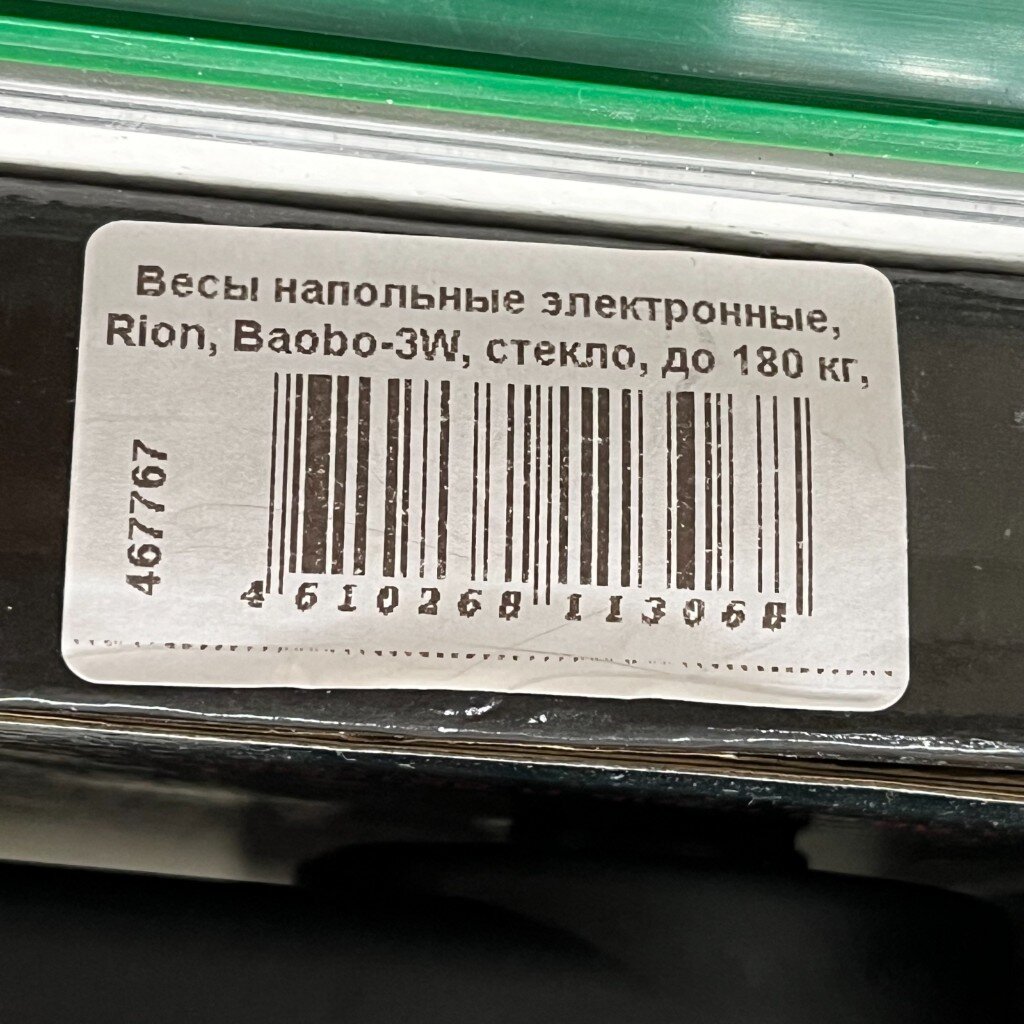 Весы напольные электронные,
Rion, Baobo-3W, стекло, до 180 кг,
467767
4 610268 113068